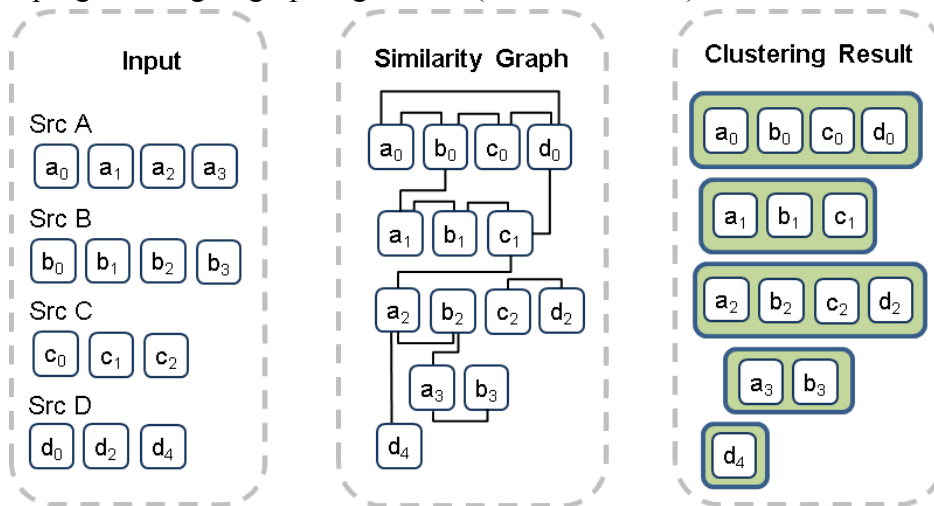 Input
Src A
a0 a1 a2 a3
Src B
b0 b1 b2 b3
Src C
c0 c1 c2
Src D
d0 d2 d4
Similarity Graph
a0 b0 c0 d0
a1 b1 c1
a2 b2 c2 d2
a3 b3
d4
Clustering Result
a0 b0 c0 d0
a1 b1 c1
a2 b2 c2 d2
a3 b3
d4